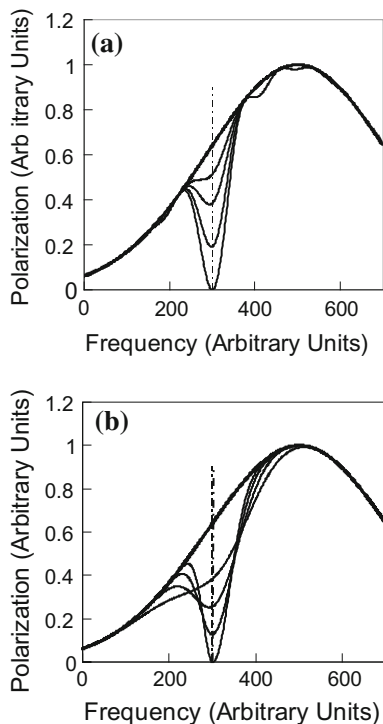 (a)
Polarization (Arb itrary Units)
1.2
1
0.8
0.6
0.4
0.2
0
0 200 400 600
Frequency (Arbitrary Units)
(b)
Polarization (Arbitrary Units)
1.2
1
0.8
0.6
0.4
0.2
0
0 200 400 600
Frequency (Arbitrary Units)